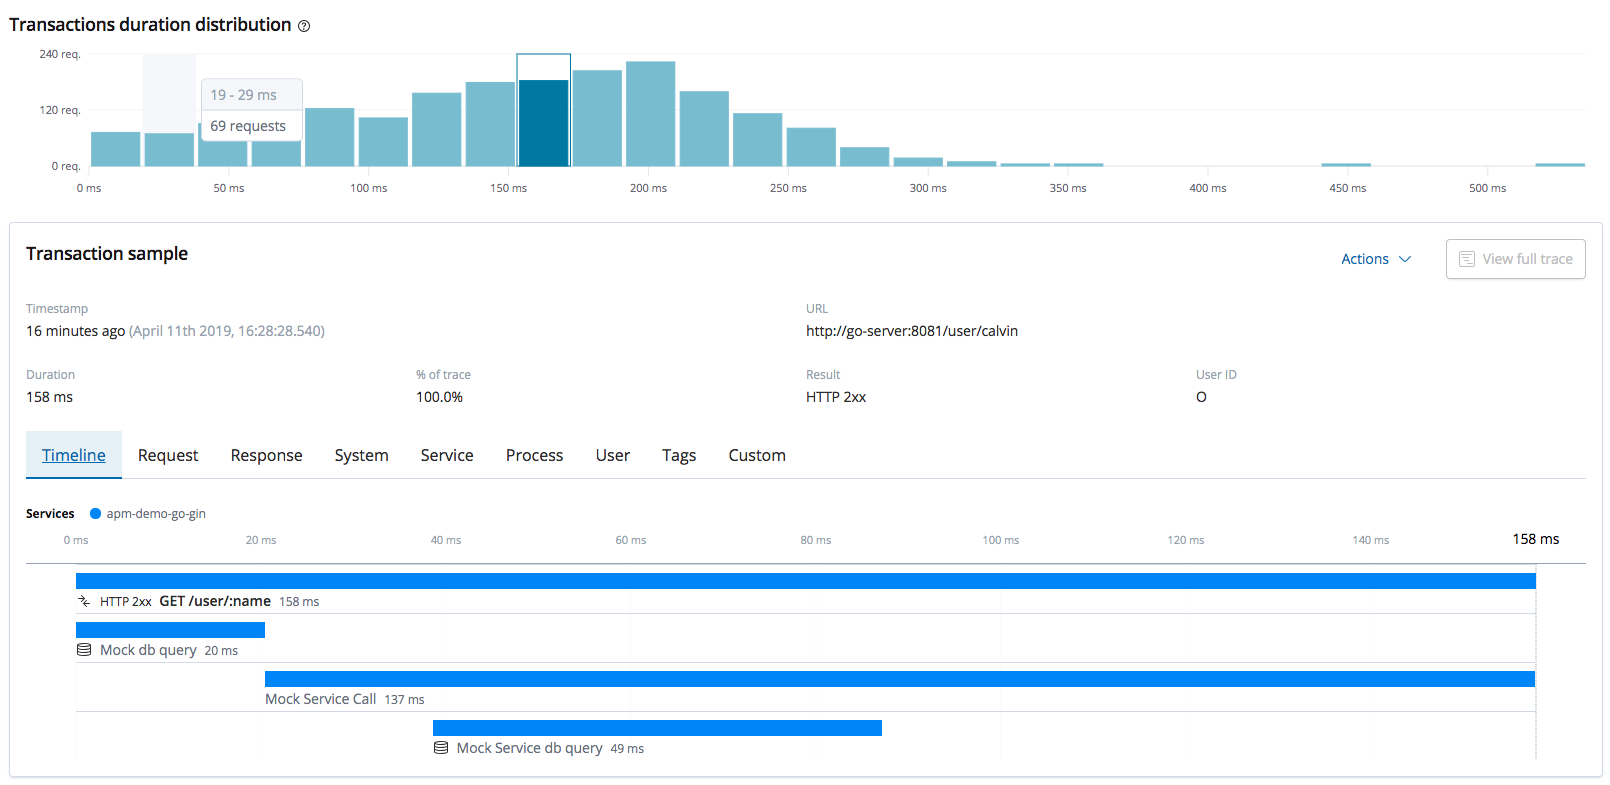 Transactions duration distribution
240 req.
120 req.
0 req.
19 - 29 ms
69 requests
0 ms 50 ms 100 ms 150 ms 200 ms 250 ms 300 ms 350 ms 400 ms 450 ms 500 ms
Transaction sample
Actions View full trace
Timestamp URL
16 minutes ago (April 11th 2019, 16:28:28.540) http://go-server:8081/user/calvin
Duration % of trace Result User ID
158 ms 100.0% HTTP 2xx O
Timeline Request Response System Service Process User Tags Custom
Services apm-demo-go-gin
0 ms 20 ms 40 ms 60 ms 80 ms 100 ms 120 ms 140 ms 158 ms
HTTP 2xx GET /user/:name 158 ms
Mock db query 20 ms
Mock Service Call 137 ms
Mock Service db query 49 ms